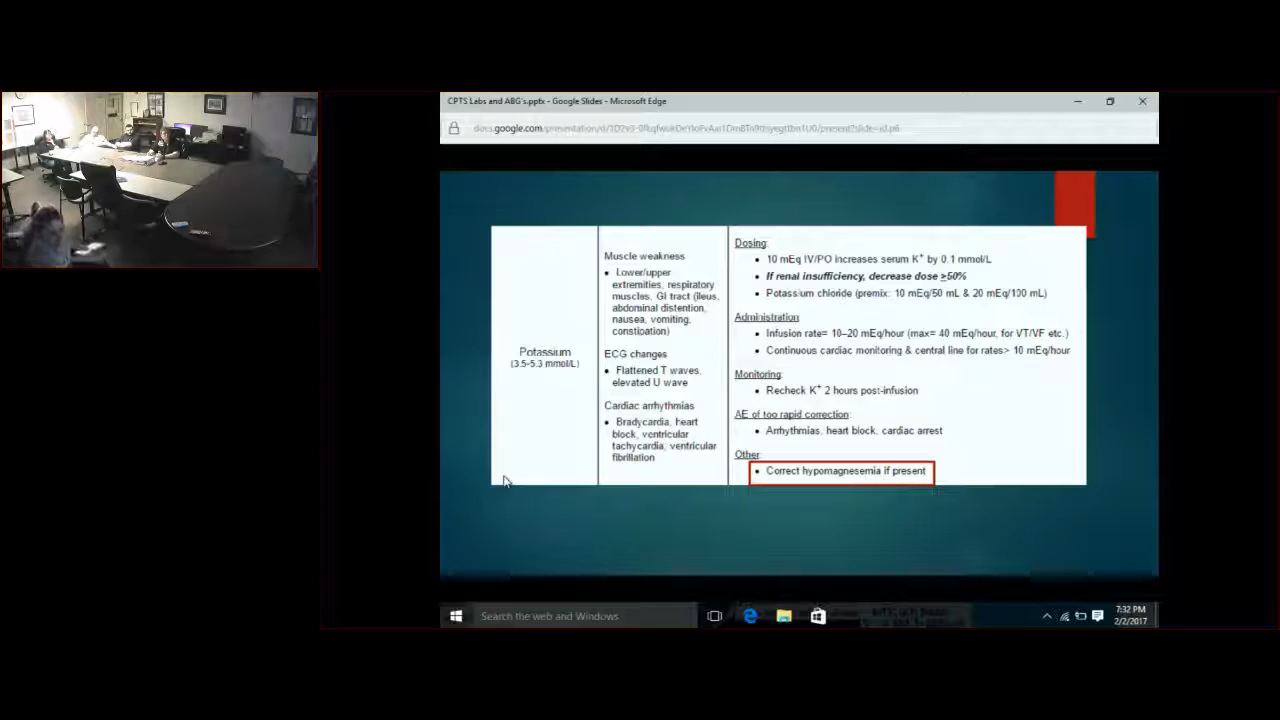 CPTS Labs and ABG's.pptx - Google Slides - Microsoft Edge
docs.google.com/presentation/d/
Potassium
(3.5-5.3 mmol/L)
Muscle weakness
• Lower/upper
extremities, respiratory
muscles, GI tract (ileus,
abdominal distention,
nausea, vomiting,
constipation)
ECG changes
• Flattened T waves,
elevated U wave
Cardiac arrhythmias
• Bradycardia, heart
block, ventricular
tachycardia, ventricular
fibrillation
Dosing:
• 10 mEq IV/PO increases serum K+ by 0.1 mmol/L
• If renal insufficiency, decrease dose ≥50%
• Potassium chloride (premix: 10 mEq/50 mL & 20 mEq/100 mL)
Administration
• Infusion rate= 10–20 mEq/hour (max= 40 mEq/hour, for VT/VF etc.)
• Continuous cardiac monitoring & central line for rates> 10 mEq/hour
Monitoring:
• Recheck K+ 2 hours post-infusion
AE of too rapid correction:
• Arrhythmias, heart block, cardiac arrest
Other:
• Correct hypomagnesemia if present
Search the web and Windows
7:32 PM
2/2/2017